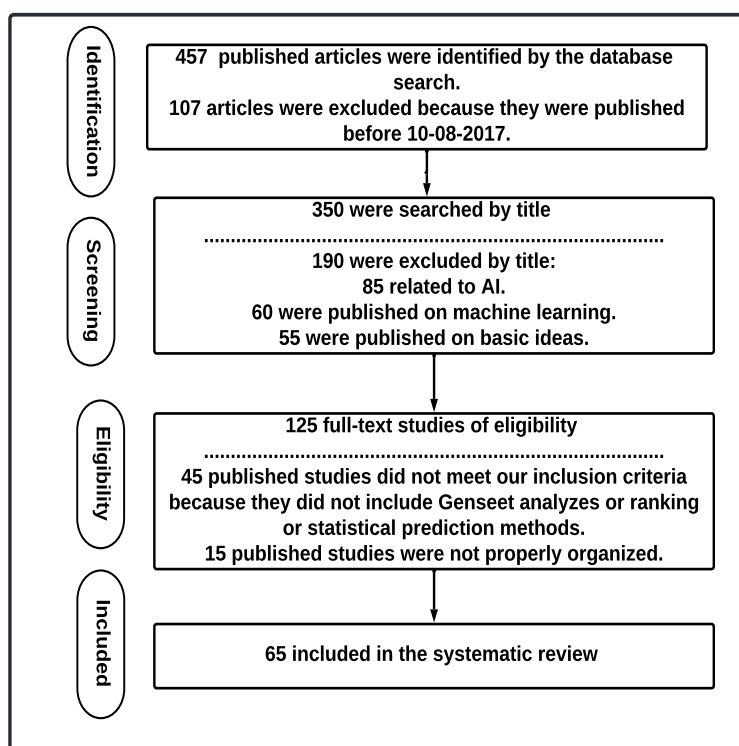 Identification
457 published articles were identified by the database
search.
107 articles were excluded because they were published
before 10-08-2017.
Screening
350 were searched by title
................................................................................
190 were excluded by title:
85 related to AI.
60 were published on machine learning.
55 were published on basic ideas.
Eligibility
125 full-text studies of eligibility
................................................................................
45 published studies did not meet our inclusion criteria
because they did not include Genseet analyzes or ranking
or statistical prediction methods.
15 published studies were not properly organized.
Included
65 included in the systematic review